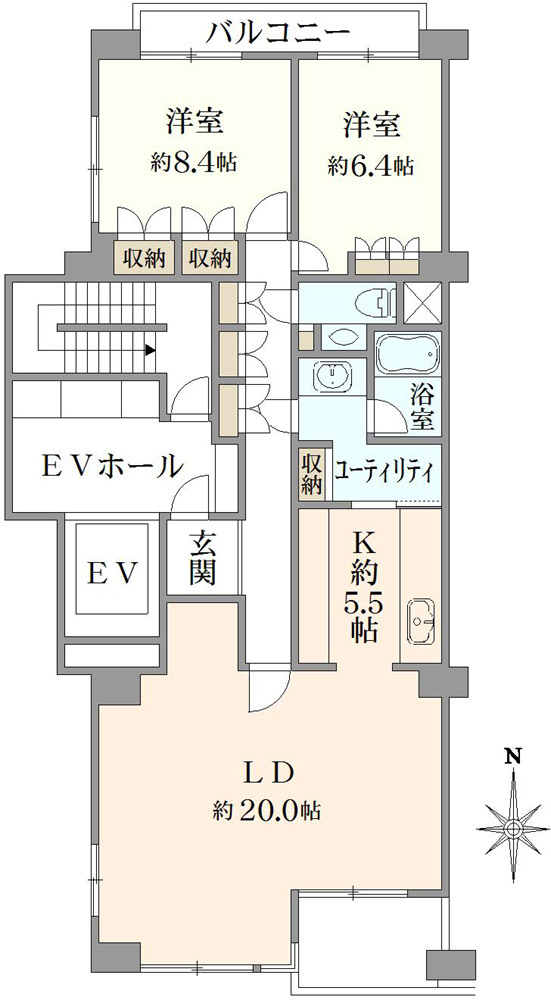 バルコニー
洋室
約8.4帖
洋室
約6.4帖
収納
収納
浴室
EVホール
収納
ユーティリティ
EV
玄関
K
約
5.5
帖
LD
約20.0帖
N